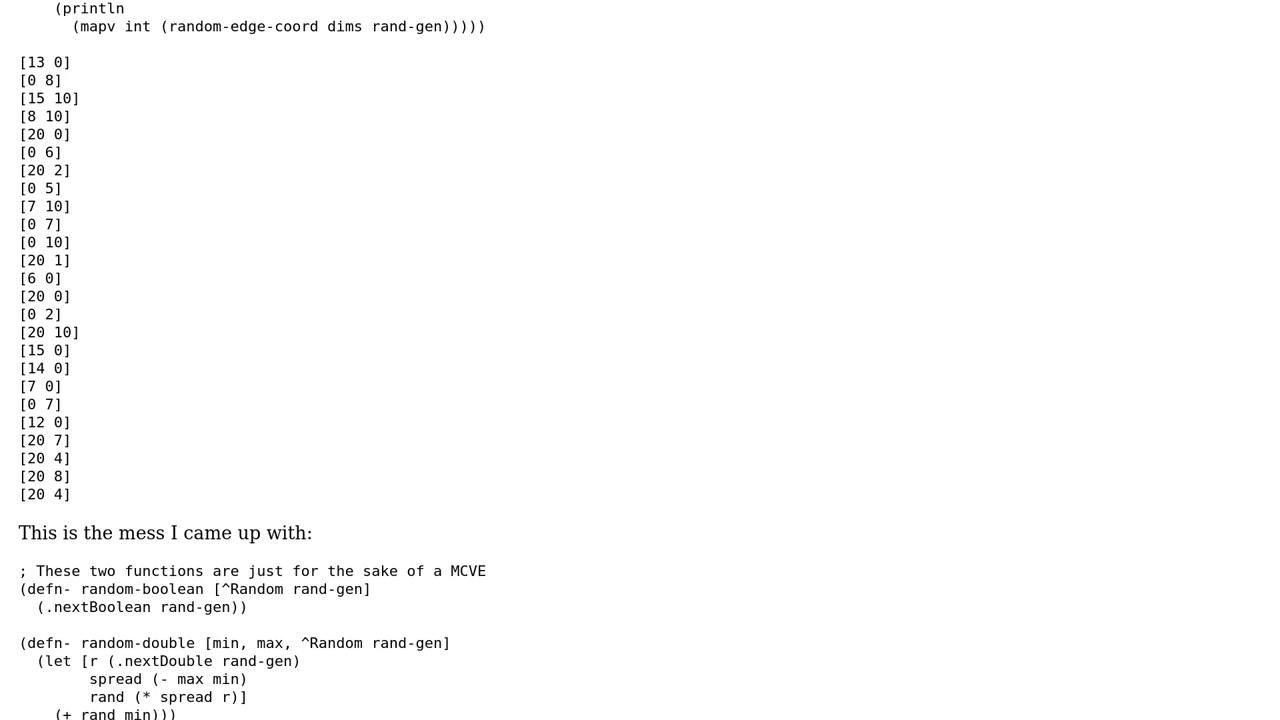 (println
(mapv int (random-edge-coord dims rand-gen)))))
[13 0]
[0 8]
[15 10]
[8 10]
[20 0]
[0 6]
[20 2]
[0 5]
[7 10]
[0 7]
[0 10]
[20 1]
[6 0]
[20 0]
[0 2]
[20 10]
[15 0]
[14 0]
[7 0]
[0 7]
[12 0]
[20 7]
[20 4]
[20 8]
[20 4]
This is the mess I came up with:
; These two functions are just for the sake of a MCVE
(defn- random-boolean [^Random rand-gen]
(.nextBoolean rand-gen))
(defn- random-double [min, max, ^Random rand-gen]
(let [r (.nextDouble rand-gen)
spread (- max min)
rand (* spread r)]
(+ rand min)))